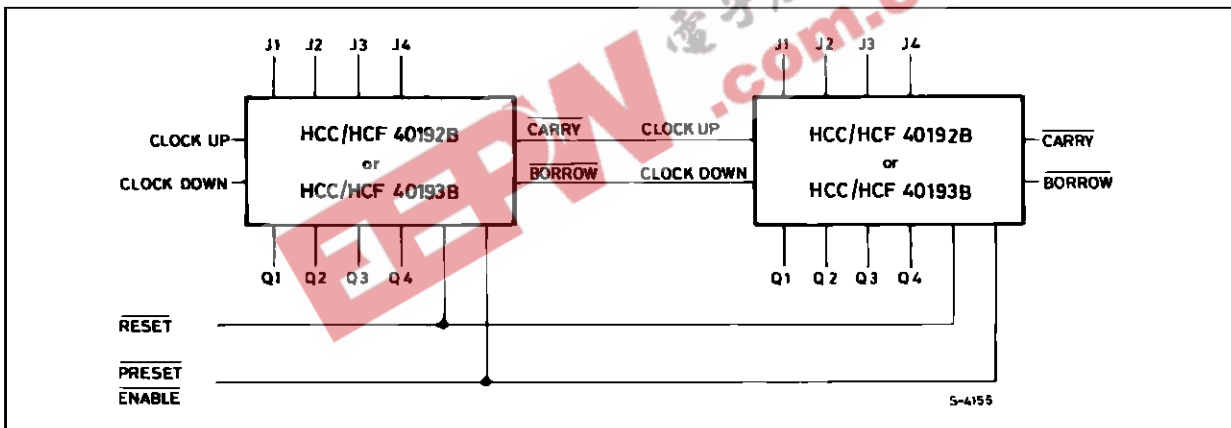 J1 J2 J3 J4
J1 J2 J3 J4
CLOCK UP
CLOCK DOWN
HCC/HCF 40192B
or
HCC/HCF 40193B
CARRY CLOCK UP
BORROW CLOCK DOWN
HCC/HCF 40192B
or
HCC/HCF 40193B
CARRY
BORROW
Q1 Q2 Q3 Q4
Q1 Q2 Q3 Q4
RESET
PRESET
ENABLE
S-4155
EEPW
.com.c